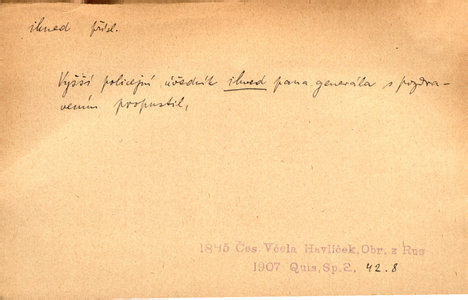 ihned přísl.
Vyšší policejní úředník ihned pana generála s pozdra-
vením propustil,
1845 Čes. Včela Havlíček, Obr. z Rus
1907 Quis, Sp. 2, 42.8